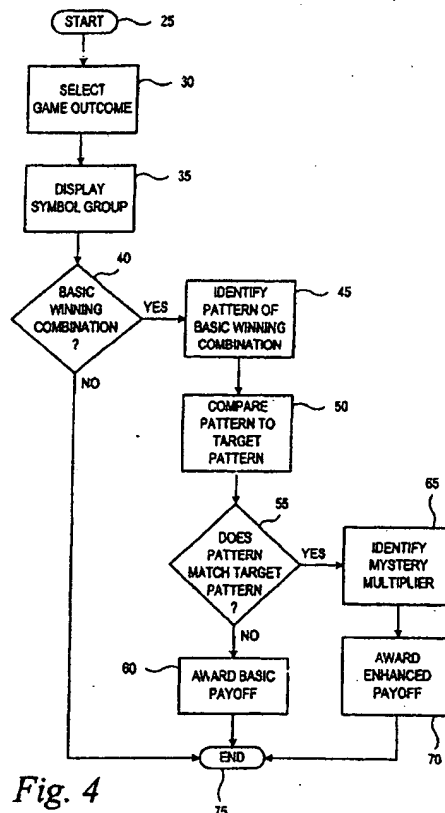 START
25
30
SELECT
GAME OUTCOME
35
DISPLAY
SYMBOL GROUP
40
BASIC
WINNING
COMBINATION
?
YES
NO
45
IDENTIFY
PATTERN OF
BASIC WINNING
COMBINATION
50
COMPARE
PATTERN TO
TARGET
PATTERN
55
DOES
PATTERN
MATCH TARGET
PATTERN
?
YES
NO
65
IDENTIFY
MYSTERY
MULTIPLIER
60
AWARD BASIC
PAYOFF
AWARD
ENHANCED
PAYOFF
70
END
75
Fig. 4